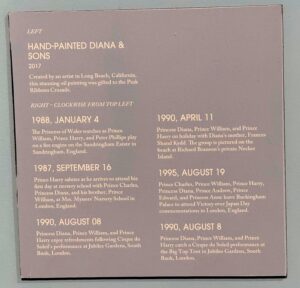 LEFT
HAND-PAINTED DIANA &
SONS
2017
Created by an artist in Long Beach, California,
this stunning oil painting was gifted to the Pink
Ribbons Crusade.
RIGHT - CLOCKWISE FROM TOP LEFT
1988, JANUARY 4
The Princess of Wales watches as Prince
William, Prince Harry, and Peter Phillips play
on a fire engine on the Sandringham Estate in
Sandringham, England.
1987, SEPTEMBER 16
Prince Harry salutes as he arrives to attend his
first day at nursery school with Prince Charles,
Princess Diana, and his brother, Prince
William, at Mrs. Mynors' Nursery School in
London, England.
1990, AUGUST 08
Princess Diana, Prince William, and Prince
Harry enjoy refreshments following Cirque du
Soleil's performance at Jubilee Gardens, South
Bank, London.
1990, APRIL 11
Princess Diana, Prince William, and Prince
Harry on holiday with Diana's mother, Frances
Shand Kydd. The group is pictured on the
beach at Richard Branson's private Necker
Island.
1995, AUGUST 19
Prince Charles, Prince William, Prince Harry,
Princess Diana, Prince Andrew, Prince
Edward, and Princess Anne leave Buckingham
Palace to attend Victory over Japan Day
commemorations in London, England.
1990, AUGUST 8
Princess Diana, Prince William, and Prince
Harry catch a Cirque du Soleil performance at
the Big Top Tent in Jubilee Gardens, South
Bank, London.